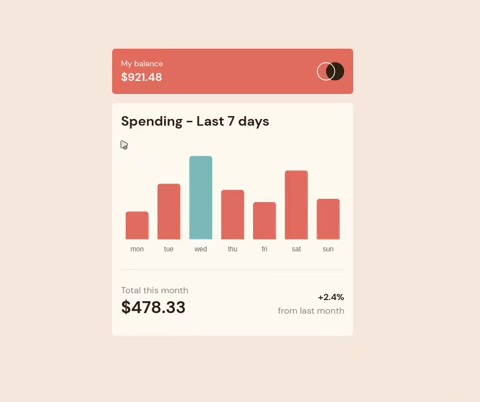 My balance
$921.48
Spending - Last 7 days
mon tue wed thu fri sat sun
Total this month
$478.33
+2.4%
from last month